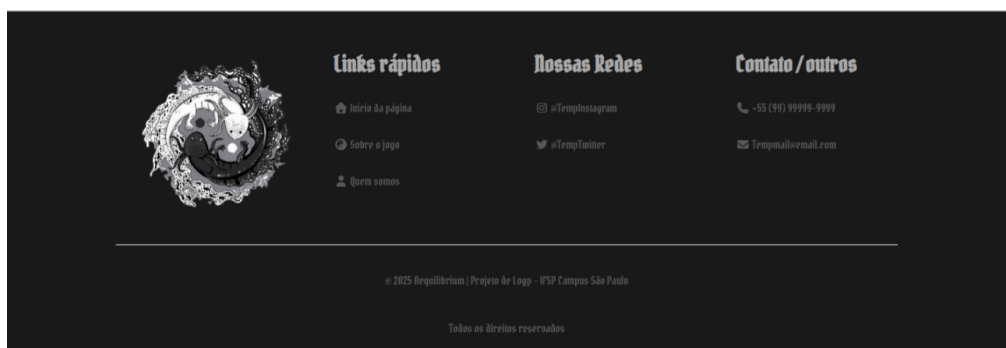 Links rápidos
Início da página
Sobre o jogo
Quem somos
Nossas Redes
@TempInstagram
@TempTwitter
Contato / outros
+55 (99) 99999-9999
Tempmail@email.com
© 2025 Aequilibrium | Projeto de Logp - IFSP Campus São Paulo
Todos os direitos reservados